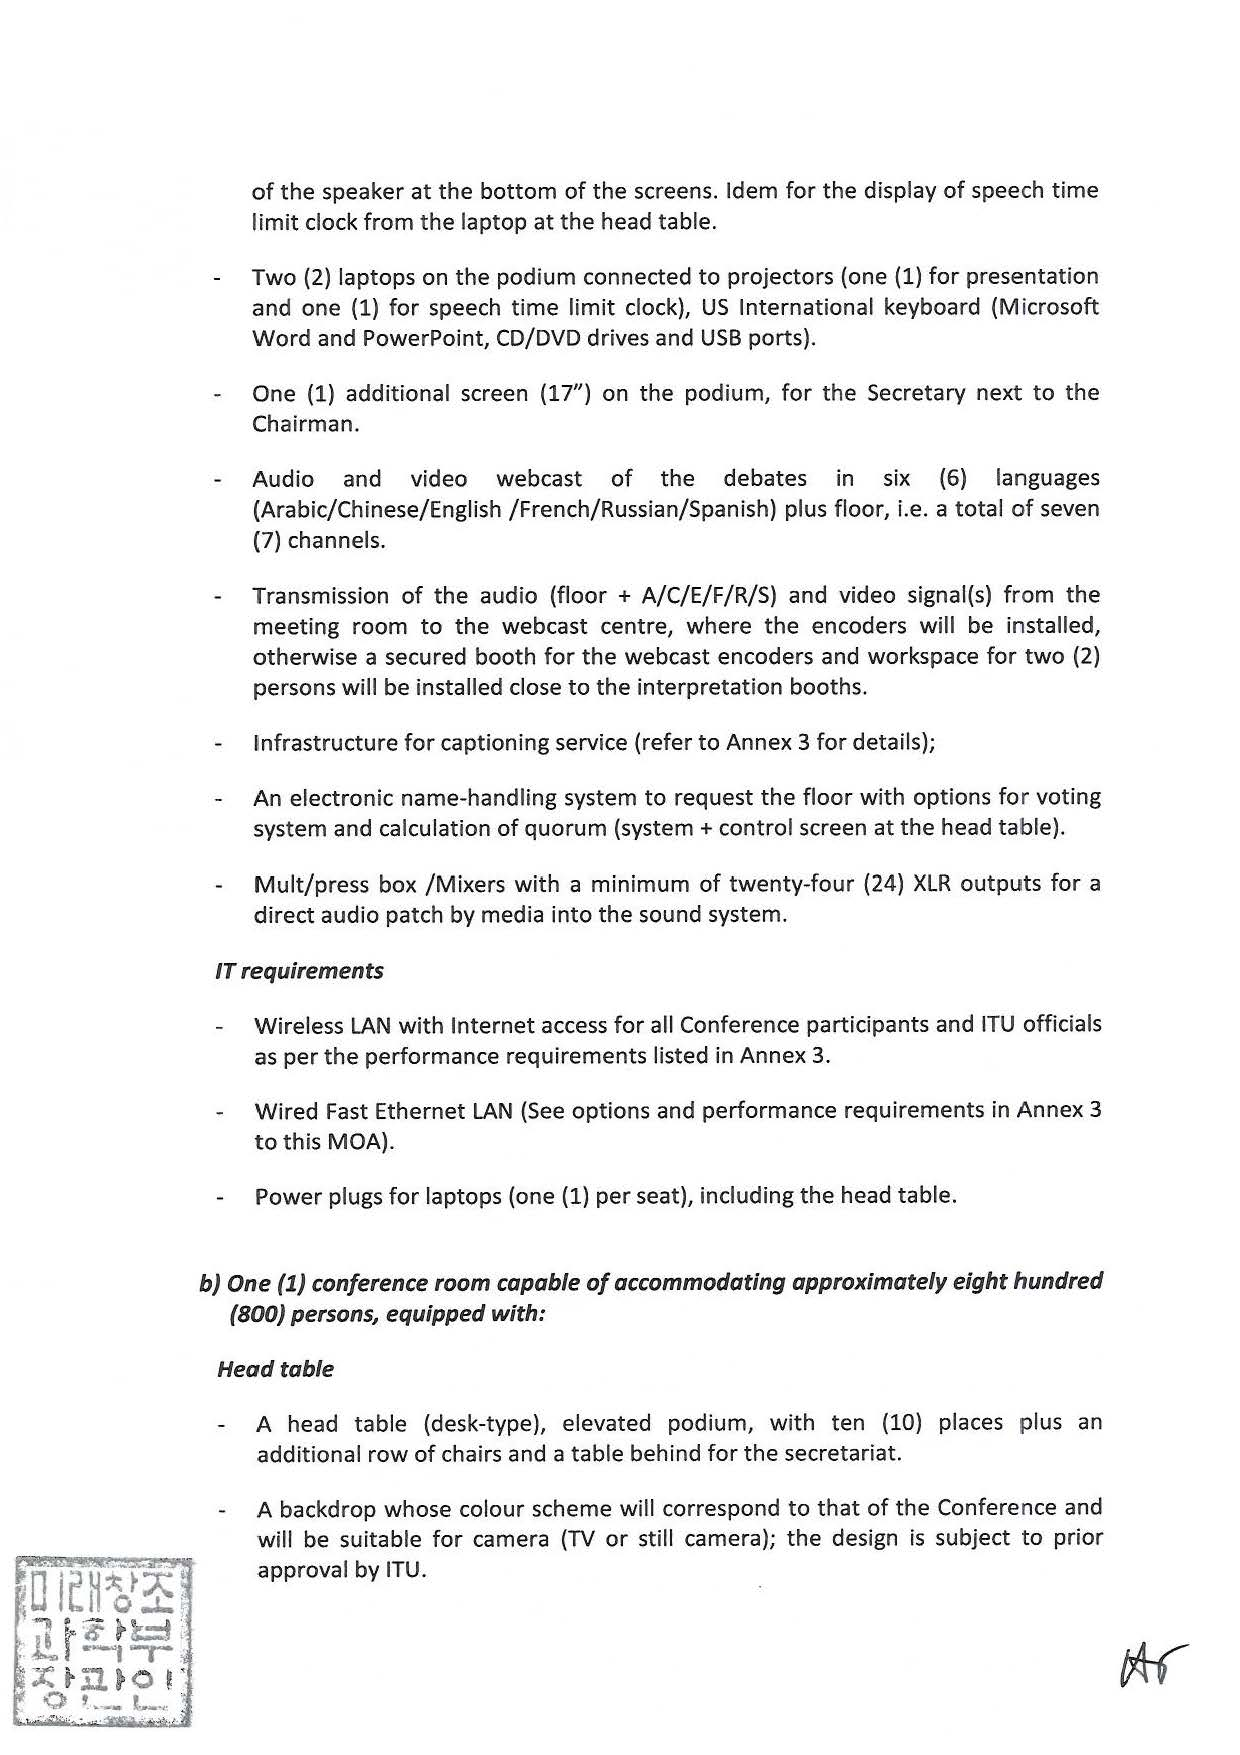 of the speaker at the bottom of the screens. Idem for the display of speech time
limit clock from the laptop at the head table.
- Two (2) laptops on the podium connected to projectors (one (1) for presentation
and one (1) for speech time limit clock), US International keyboard (Microsoft
Word and PowerPoint, CD/DVD drives and USB ports).
- One (1) additional screen (17”) on the podium, for the Secretary next to the
Chairman.
- Audio and video webcast of the debates in six (6) languages
(Arabic/Chinese/English /French/Russian/Spanish) plus floor, i.e. a total of seven
(7) channels.
- Transmission of the audio (floor + A/C/E/F/R/S) and video signal(s) from the
meeting room to the webcast centre, where the encoders will be installed,
otherwise a secured booth for the webcast encoders and workspace for two (2)
persons will be installed close to the interpretation booths.
- Infrastructure for captioning service (refer to Annex 3 for details);
- An electronic name-handling system to request the floor with options for voting
system and calculation of quorum (system + control screen at the head table).
- Mult/press box /Mixers with a minimum of twenty-four (24) XLR outputs for a
direct audio patch by media into the sound system.
IT requirements
- Wireless LAN with Internet access for all Conference participants and ITU officials
as per the performance requirements listed in Annex 3.
- Wired Fast Ethernet LAN (See options and performance requirements in Annex 3
to this MOA).
- Power plugs for laptops (one (1) per seat), including the head table.
b) One (1) conference room capable of accommodating approximately eight hundred
(800) persons, equipped with:
Head table
- A head table (desk-type), elevated podium, with ten (10) places plus an
additional row of chairs and a table behind for the secretariat.
- A backdrop whose colour scheme will correspond to that of the Conference and
will be suitable for camera (TV or still camera); the design is subject to prior
approval by ITU.
미래창조
과학부
장관인